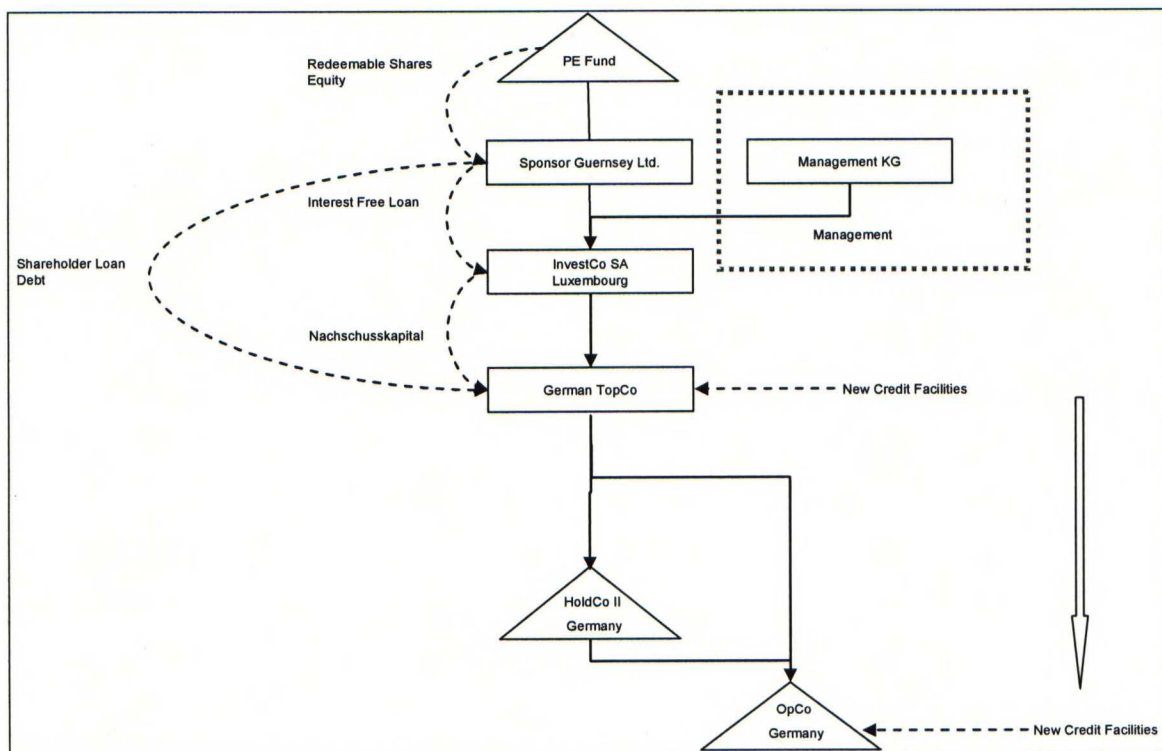 PE Fund
Redeemable Shares
Equity
Sponsor Guernsey Ltd.
Management KG
Interest Free Loan
Management
Shareholder Loan
Debt
InvestCo SA
Luxembourg
Nachschusskapital
German TopCo
New Credit Facilities
HoldCo II
Germany
OpCo
Germany
New Credit Facilities